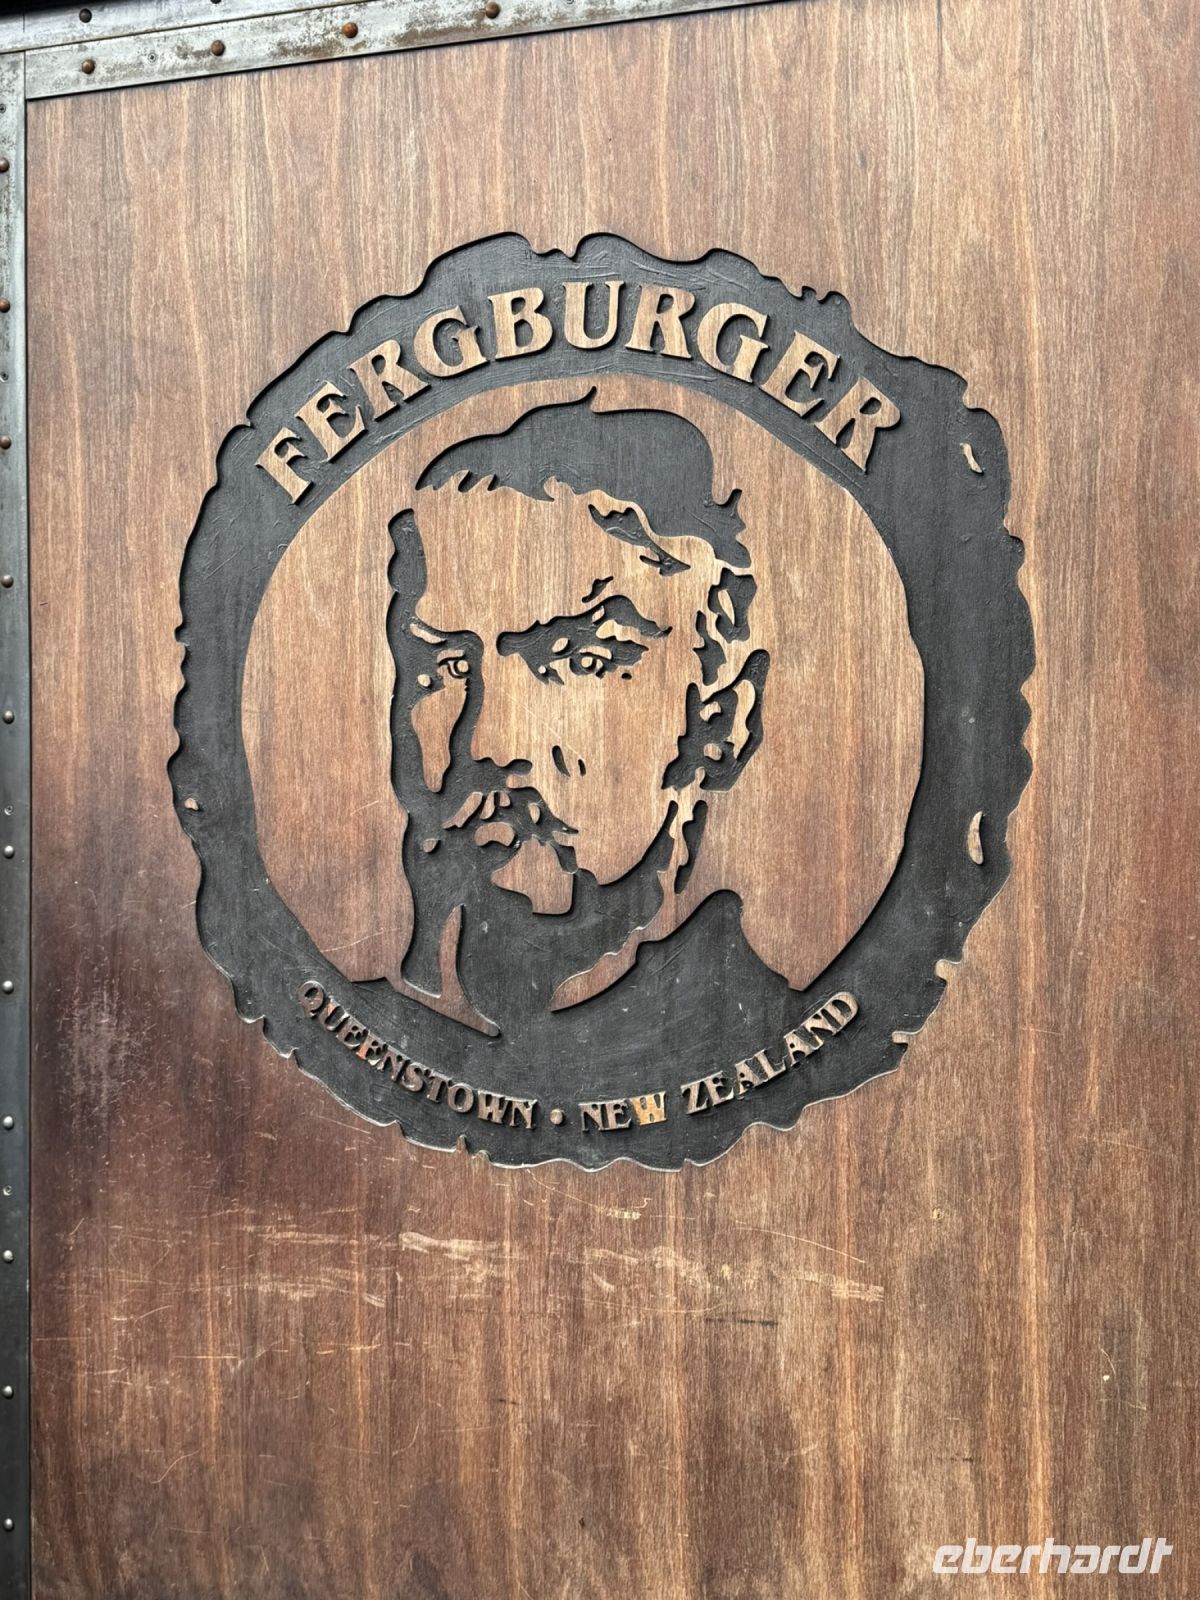 FERGBURGER
QUEENSTOWN • NEW ZEALAND
eberhardt